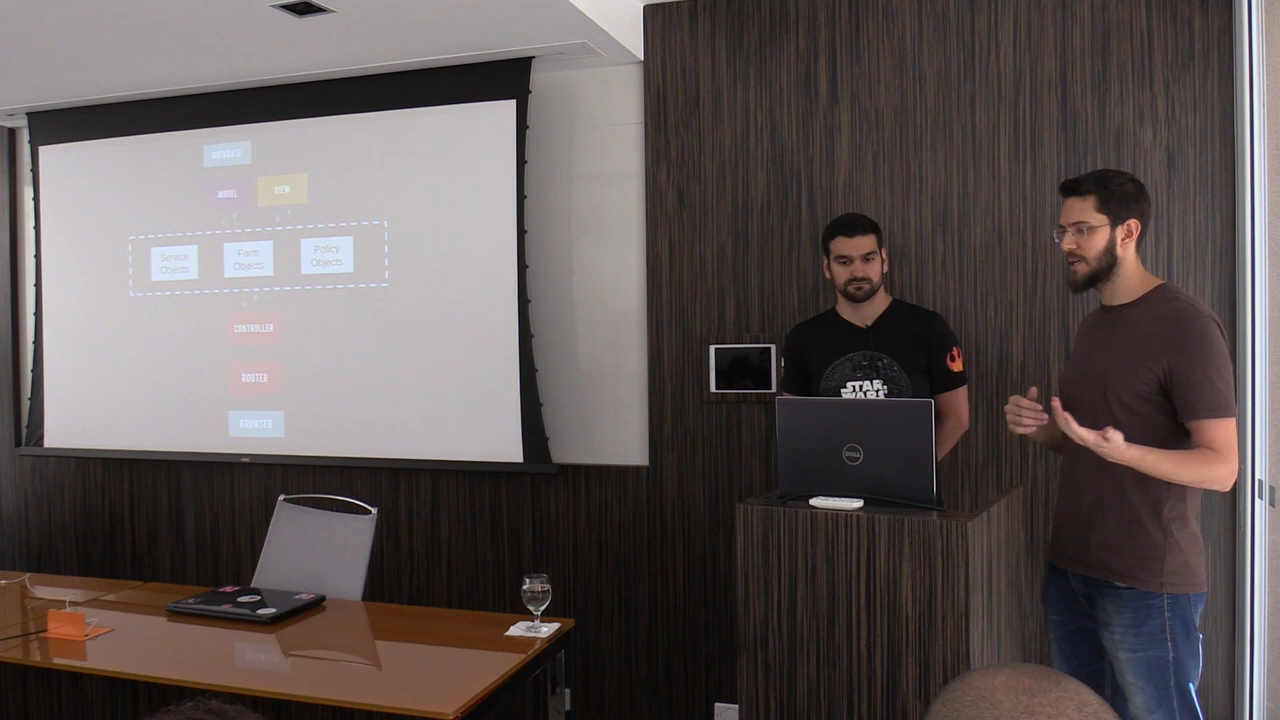 DATABASE
MODEL
VIEW
Service
Objects
Form
Objects
Policy
Objects
CONTROLLER
ROUTER
BROWSER
STAR
WARS
DELL